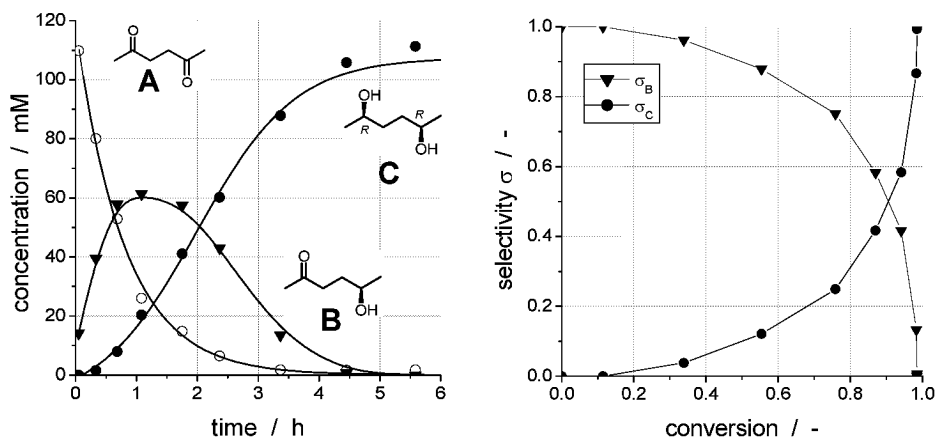 120
100
80
60
40
20
0
0
1
2
3
4
5
6
concentration / mM
time / h
O
O
A
OH
R
R
OH
C
O
OH
B
1.0
0.8
0.6
0.4
0.2
0.0
0.0
0.2
0.4
0.6
0.8
1.0
selectivity σ / -
conversion / -
σB
σC